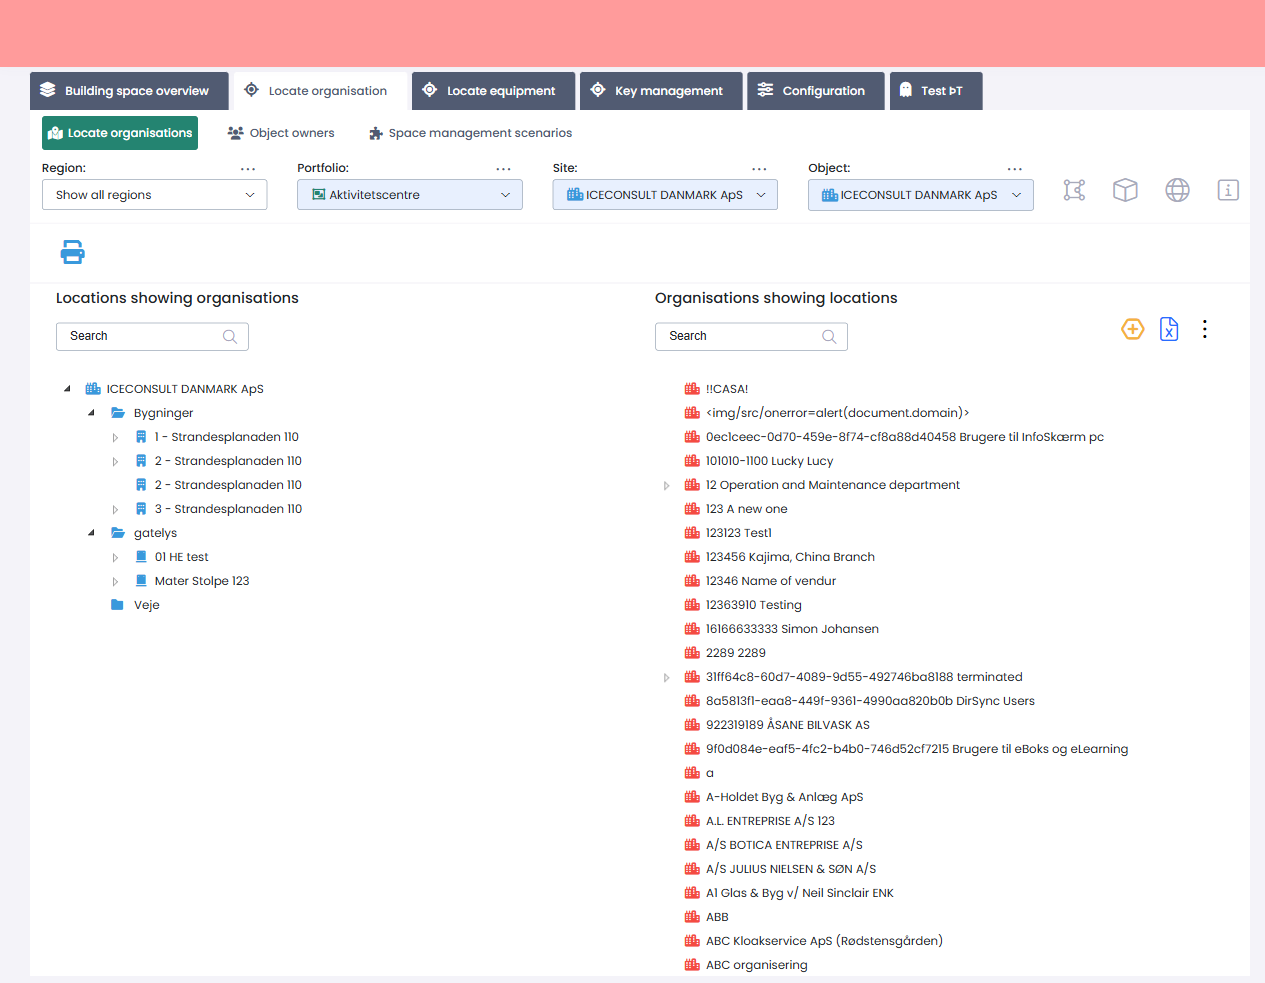 Building space overview
Locate organisation
Locate equipment
Key management
Configuration
Test ÞT
Locate organisations
Object owners
Space management scenarios
Region:
Portfolio:
Site:
Object:
Show all regions
Aktivitetscentre
ICECONSULT DANMARK ApS
ICECONSULT DANMARK ApS
Locations showing organisations
Search
ICECONSULT DANMARK ApS
Bygninger
1 - Strandesplanaden 110
2 - Strandesplanaden 110
2 - Strandesplanaden 110
3 - Strandesplanaden 110
gatelys
01 HE test
Mater Stolpe 123
Veje
Organisations showing locations
Search
!!CASA!
<img/src/onerror=alert(document.domain)>
0ec1ceec-0d70-459e-8f74-cf8a88d40458 Brugere til InfoSkærm pc
101010-1100 Lucky Lucy
12 Operation and Maintenance department
123 A new one
123123 Test1
123456 Kajima, China Branch
12346 Name of vendur
12363910 Testing
16166633333 Simon Johansen
2289 2289
31ff64c8-60d7-4089-9d55-492746ba8188 terminated
8a5813f1-eaa8-449f-9361-4990aa820b0b DirSync Users
922319189 ÅSANE BILVASK AS
9f0d084e-eaf5-4fc2-b4b0-746d52cf7215 Brugere til eBoks og eLearning
a
A-Holdet Byg & Anlæg ApS
A.L. ENTREPRISE A/S 123
A/S BOTICA ENTREPRISE A/S
A/S JULIUS NIELSEN & SØN A/S
A1 Glas & Byg v/ Neil Sinclair ENK
ABB
ABC Kloakservice ApS (Rødstensgården)
ABC organisering